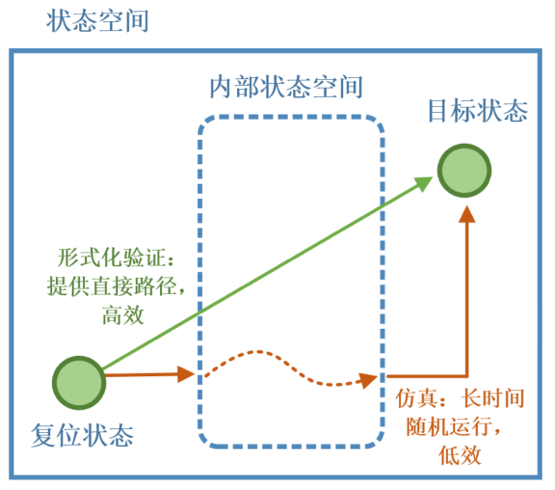 状态空间
内部状态空间
目标状态
形式化验证：
提供直接路径，
高效
复位状态
仿真：长时间
随机运行，
低效